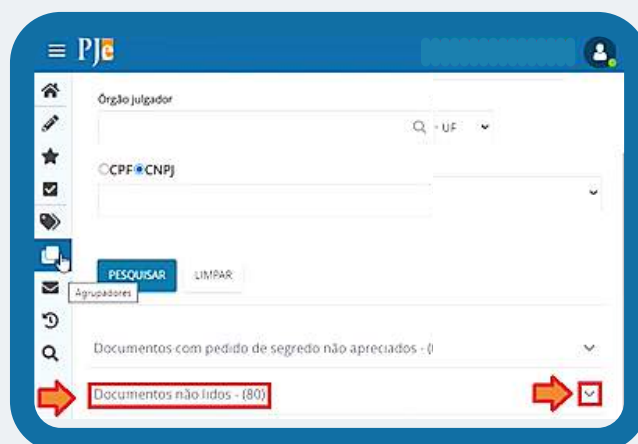 PJe
Órgão julgador
- UF
CPF CNPJ
PESQUISAR LIMPAR
Agrupadores
Documentos com pedido de segredo não apreciados - (
Documentos não lidos - (80)